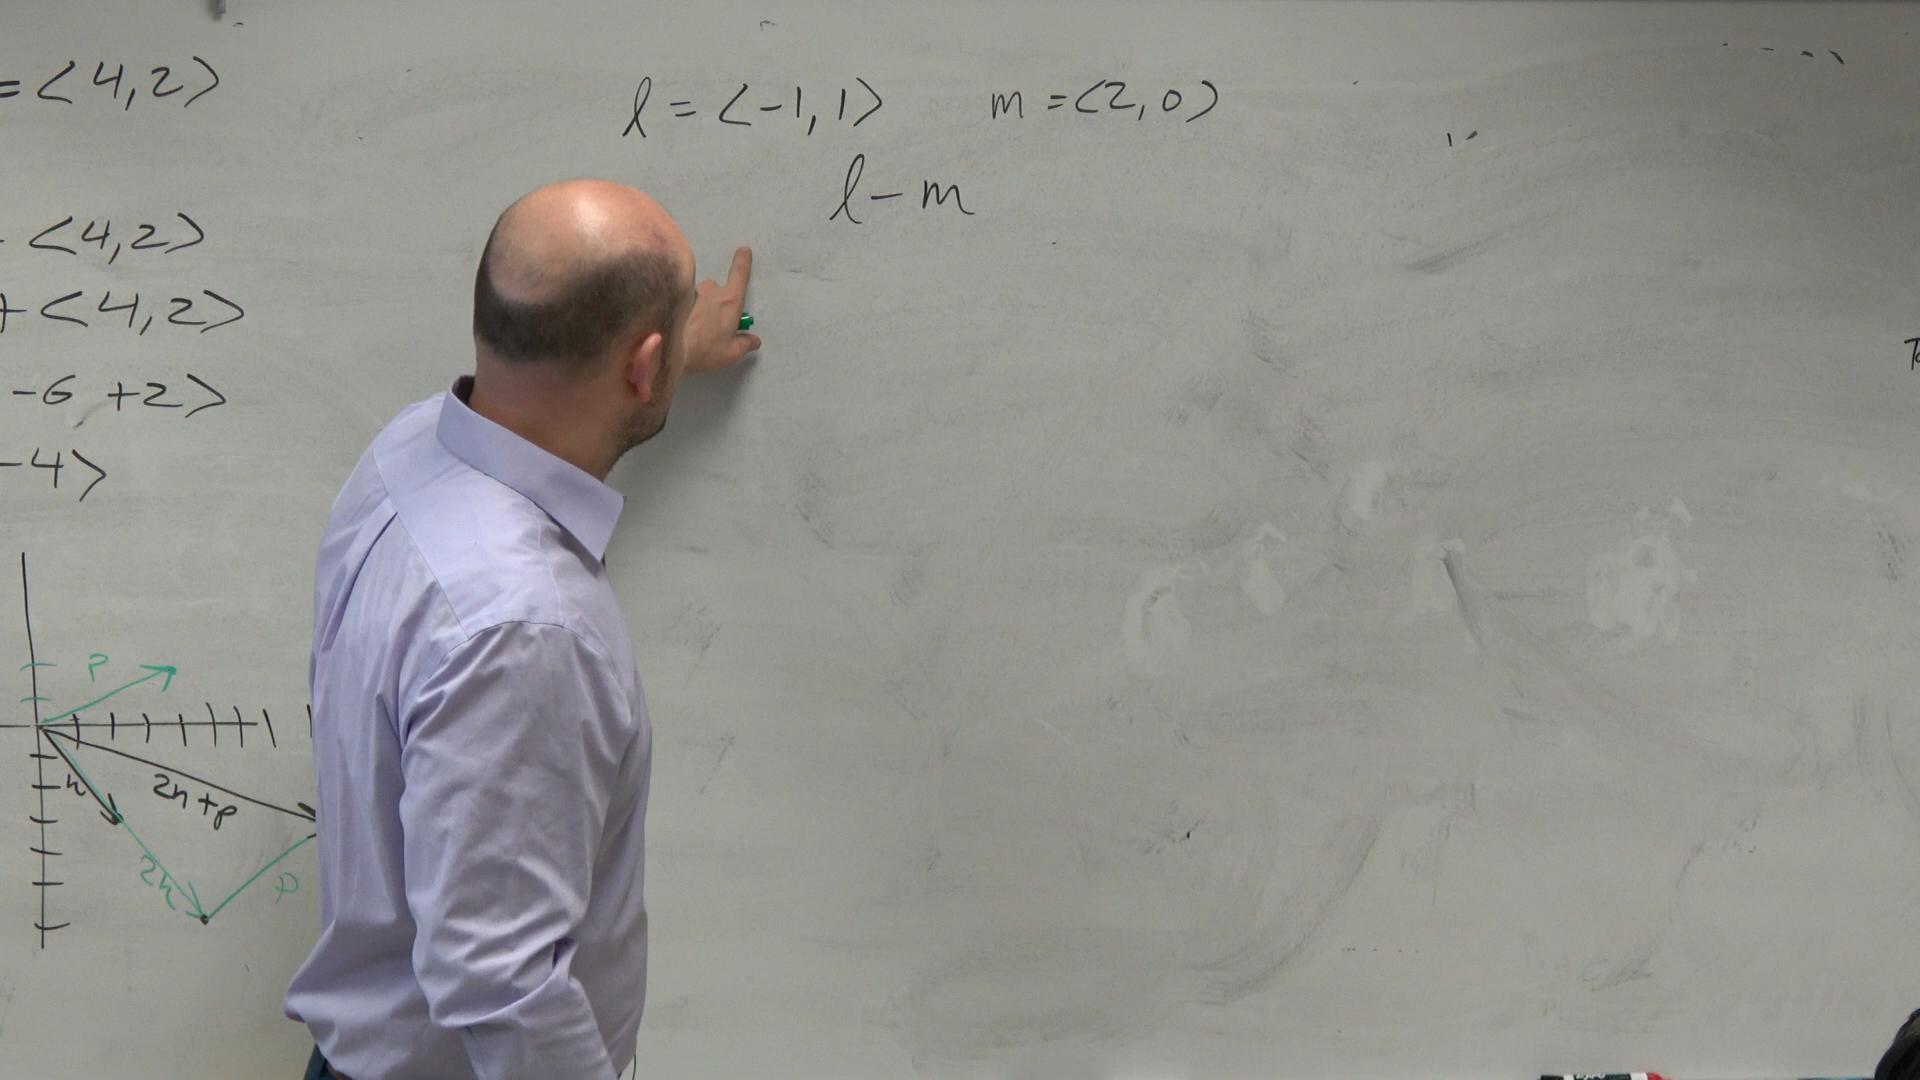 = <4,2>
<4,2>
+ <4,2>
-6 +2>
-4>
P
n
2n+p
2n
p
l = <-1,1> m = <2,0>
l - m